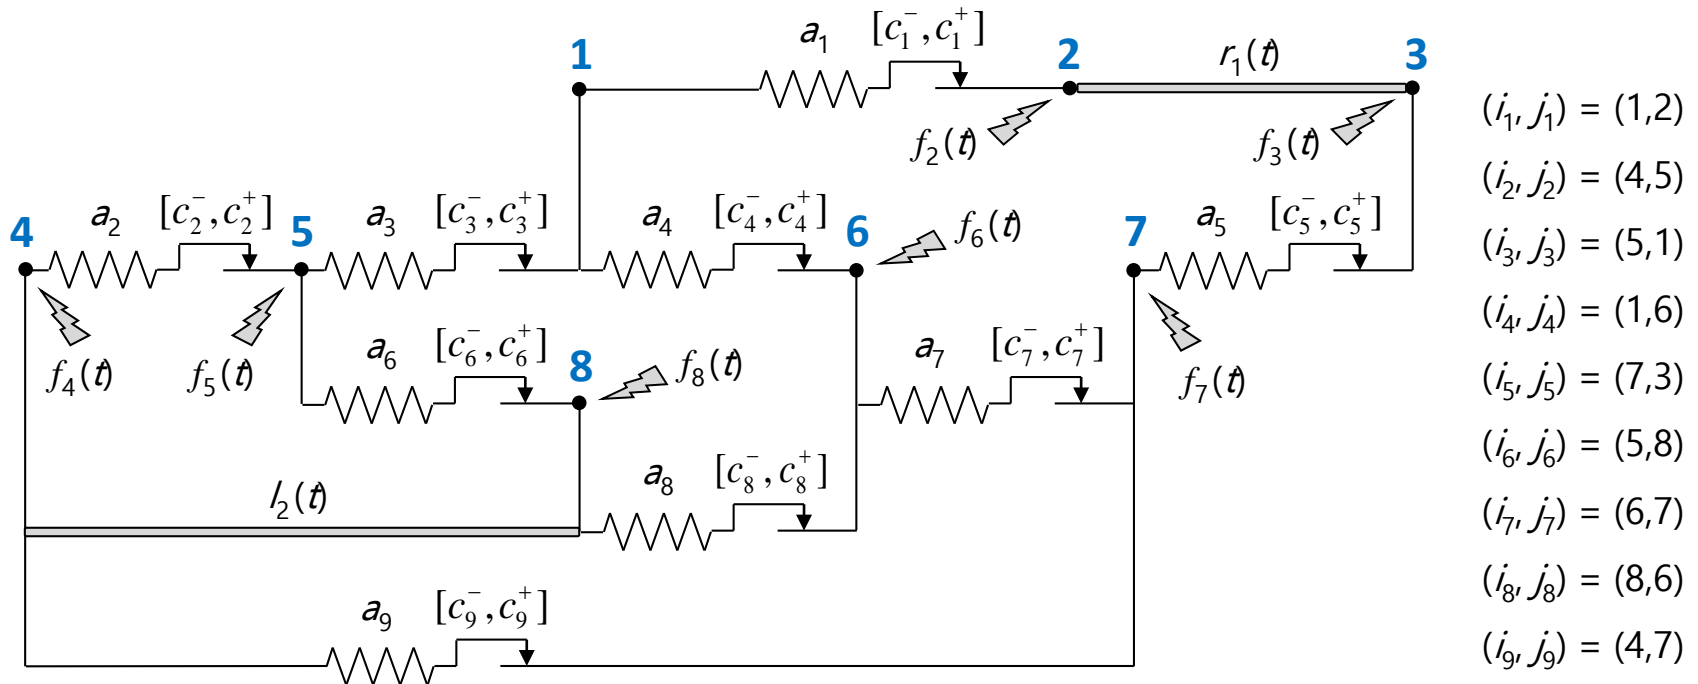 a₁ [c₁⁻, c₁⁺]
1 2 r₁(t) 3
f₂(t) f₃(t)
a₂ [c₂⁻, c₂⁺] a₃ [c₃⁻, c₃⁺] a₄ [c₄⁻, c₄⁺] f₆(t) a₅ [c₅⁻, c₅⁺]
4 5 6 7
f₄(t) f₅(t) a₆ [c₆⁻, c₆⁺] 8 f₈(t) a₇ [c₇⁻, c₇⁺] f₇(t)
l₂(t) a₈ [c₈⁻, c₈⁺]
a₉ [c₉⁻, c₉⁺]
(i₁, j₁) = (1,2)
(i₂, j₂) = (4,5)
(i₃, j₃) = (5,1)
(i₄, j₄) = (1,6)
(i₅, j₅) = (7,3)
(i₆, j₆) = (5,8)
(i₇, j₇) = (6,7)
(i₈, j₈) = (8,6)
(i₉, j₉) = (4,7)